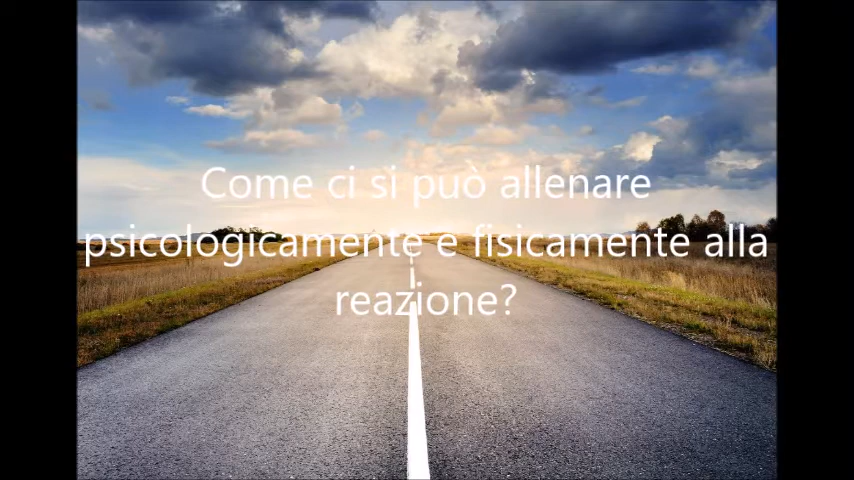 Come ci si può allenare
psicologicamente e fisicamente alla
reazione?